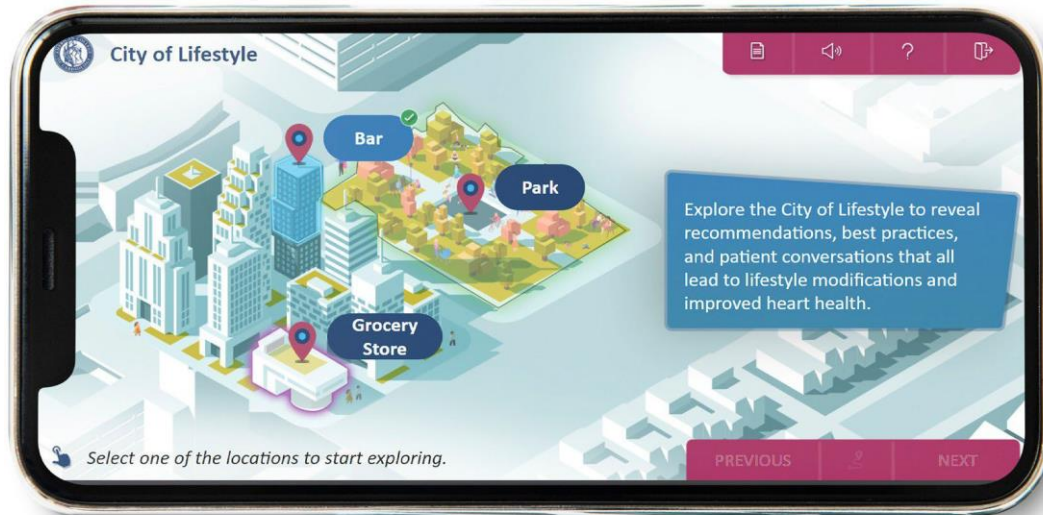 City of Lifestyle
?
Bar
Park
Explore the City of Lifestyle to reveal
recommendations, best practices,
and patient conversations that all
lead to lifestyle modifications and
improved heart health.
Grocery
Store
Select one of the locations to start exploring.
PREVIOUS
NEXT